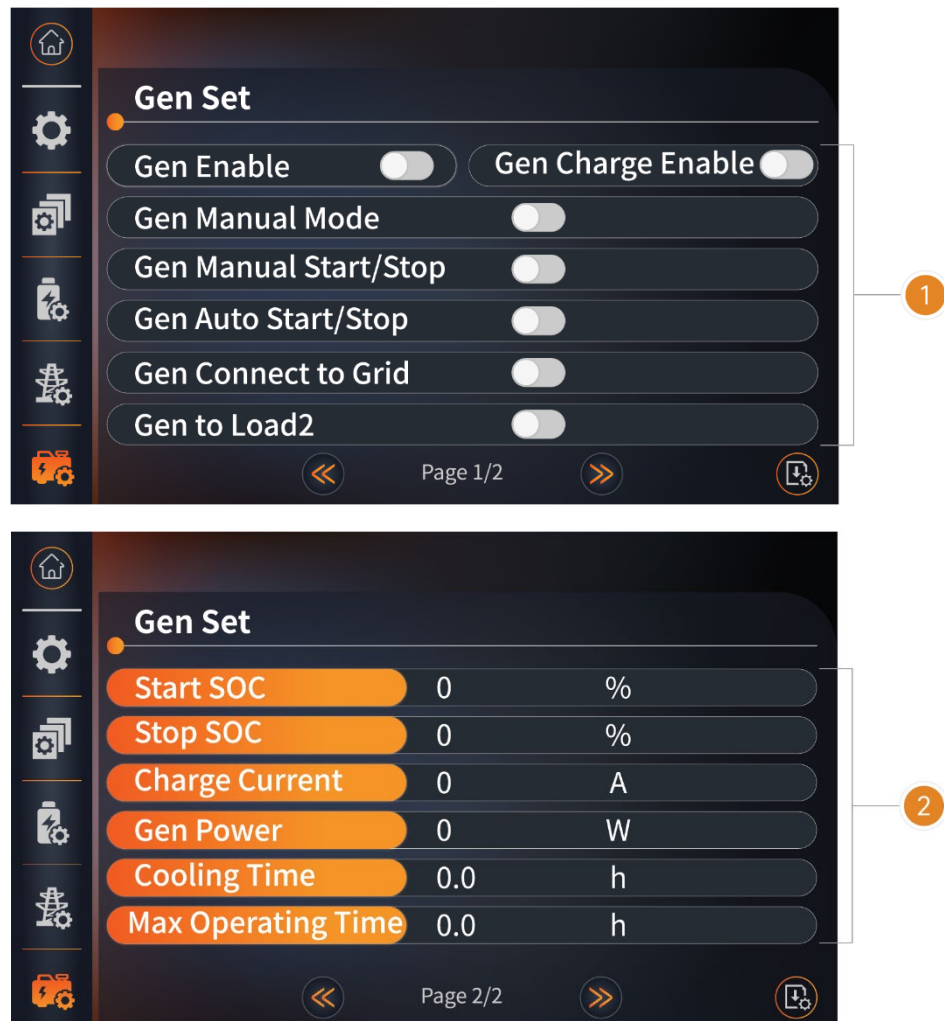 Gen Set
Gen Enable Gen Charge Enable
Gen Manual Mode
Gen Manual Start/Stop
1
Gen Auto Start/Stop
Gen Connect to Grid
Gen to Load2
Page 1/2
Gen Set
Start SOC 0 %
Stop SOC 0 %
Charge Current 0 A
2
Gen Power 0 W
Cooling Time 0.0 h
Max Operating Time 0.0 h
Page 2/2